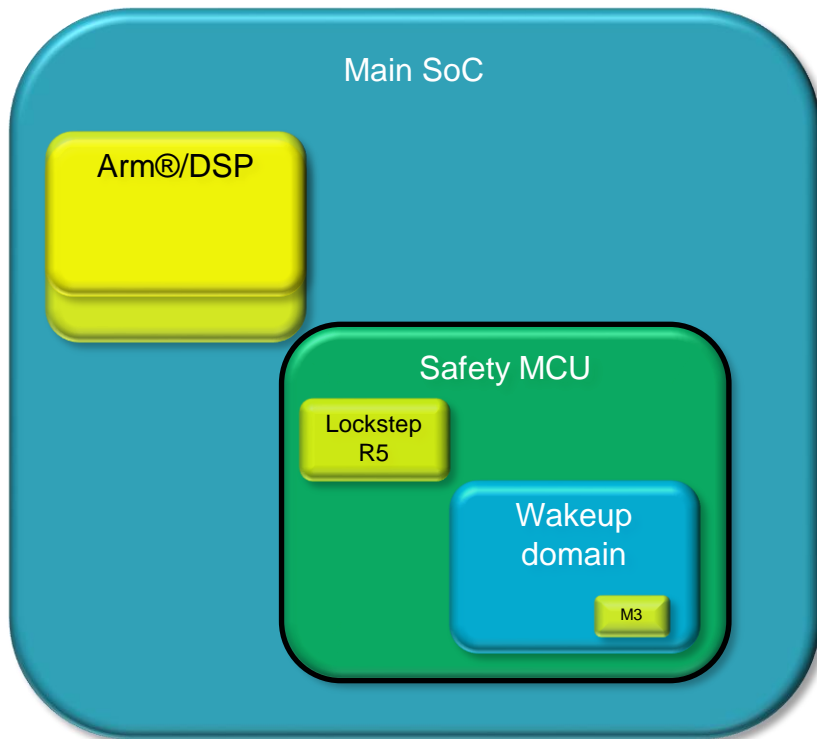 Main SoC
Arm®/DSP
Safety MCU
Lockstep
R5
Wakeup
domain
M3